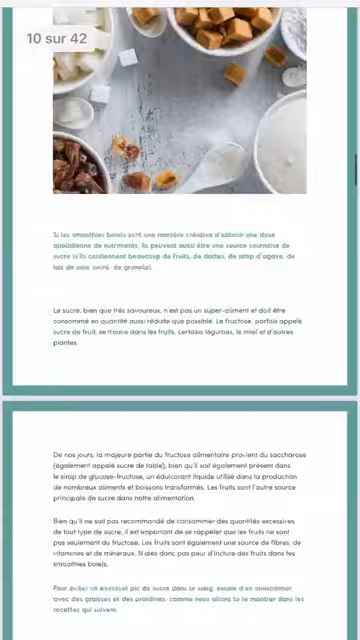 10 sur 42
Si les smoothies bowls sont une manière créative d'obtenir une dose
quotidienne de nutriments, ils peuvent aussi être une source sournoise de
sucre (s'ils contiennent beaucoup de fruits, de dattes, de sirop d'agave, de
lait de noix sucré, de granola).
Le sucre, bien que très savoureux, n'est pas un super-aliment et doit être
consommé en quantité aussi réduite que possible. Le fructose, parfois appelé
sucre de fruit, se trouve dans les fruits, certains légumes, le miel et d'autres
plantes.
De nos jours, la majeure partie du fructose alimentaire provient du saccharose
(également appelé sucre de table), bien qu'il soit également présent dans
le sirop de glucose-fructose, un édulcorant liquide utilisé dans la production
de nombreux aliments et boissons transformés. Les fruits sont l'autre source
principale de sucre dans notre alimentation.
Bien qu'il ne soit pas recommandé de consommer des quantités excessives
de tout type de sucre, il est important de se rappeler que les fruits ne sont
pas seulement du fructose. Les fruits sont également une source de fibres, de
vitamines et de minéraux. N'aies donc pas peur d'inclure des fruits dans tes
smoothies bowls.
Pour éviter un éventuel pic de sucre dans le sang, essaie d'en consommer
avec des graisses et des protéines, comme nous allons te le montrer dans les
recettes qui suivent.